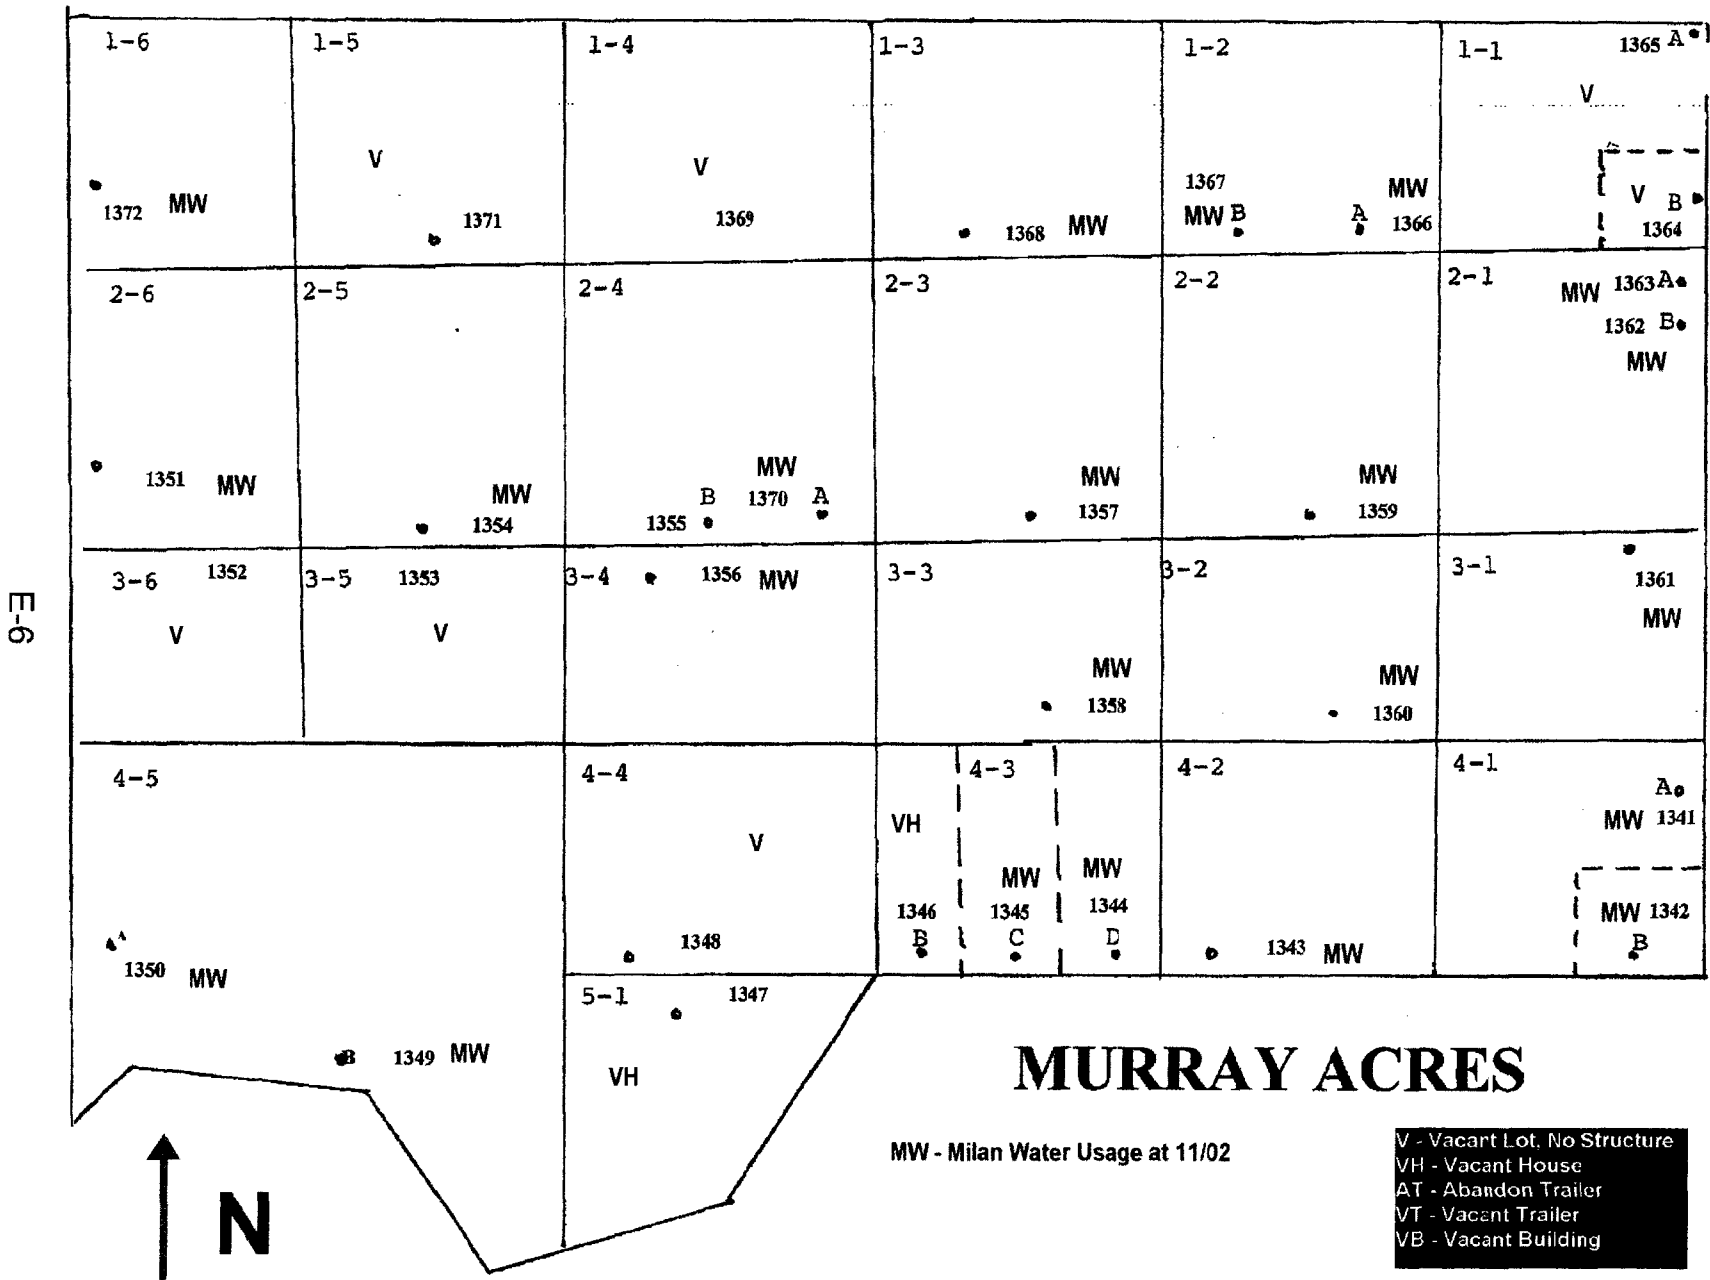 1-6
1-5
1-4
1-3
1-2
1-1
1365 A
V
V
V
1367
MW
V B
1372 MW
1371
1369
1368 MW
MW B
A 1366
1364
2-6
2-5
2-4
2-3
2-2
2-1
MW 1363 A
1362 B
MW
1351 MW
MW
1354
MW
B 1370 A
1355
MW
1357
MW
1359
3-6
1352
3-5
1353
3-4
1356 MW
3-3
3-2
3-1
1361
MW
E-6
V
V
MW
1358
MW
1360
4-5
4-4
4-3
4-2
4-1
A
MW 1341
VH
V
MW
MW
1346
1345
1344
MW 1342
B
C
D
B
A
1350 MW
1348
1343 MW
5-1
1347
B 1349 MW
VH
MURRAY ACRES
MW - Milan Water Usage at 11/02
V - Vacant Lot, No Structure
VH - Vacant House
AT - Abandon Trailer
VT - Vacant Trailer
VB - Vacant Building
N